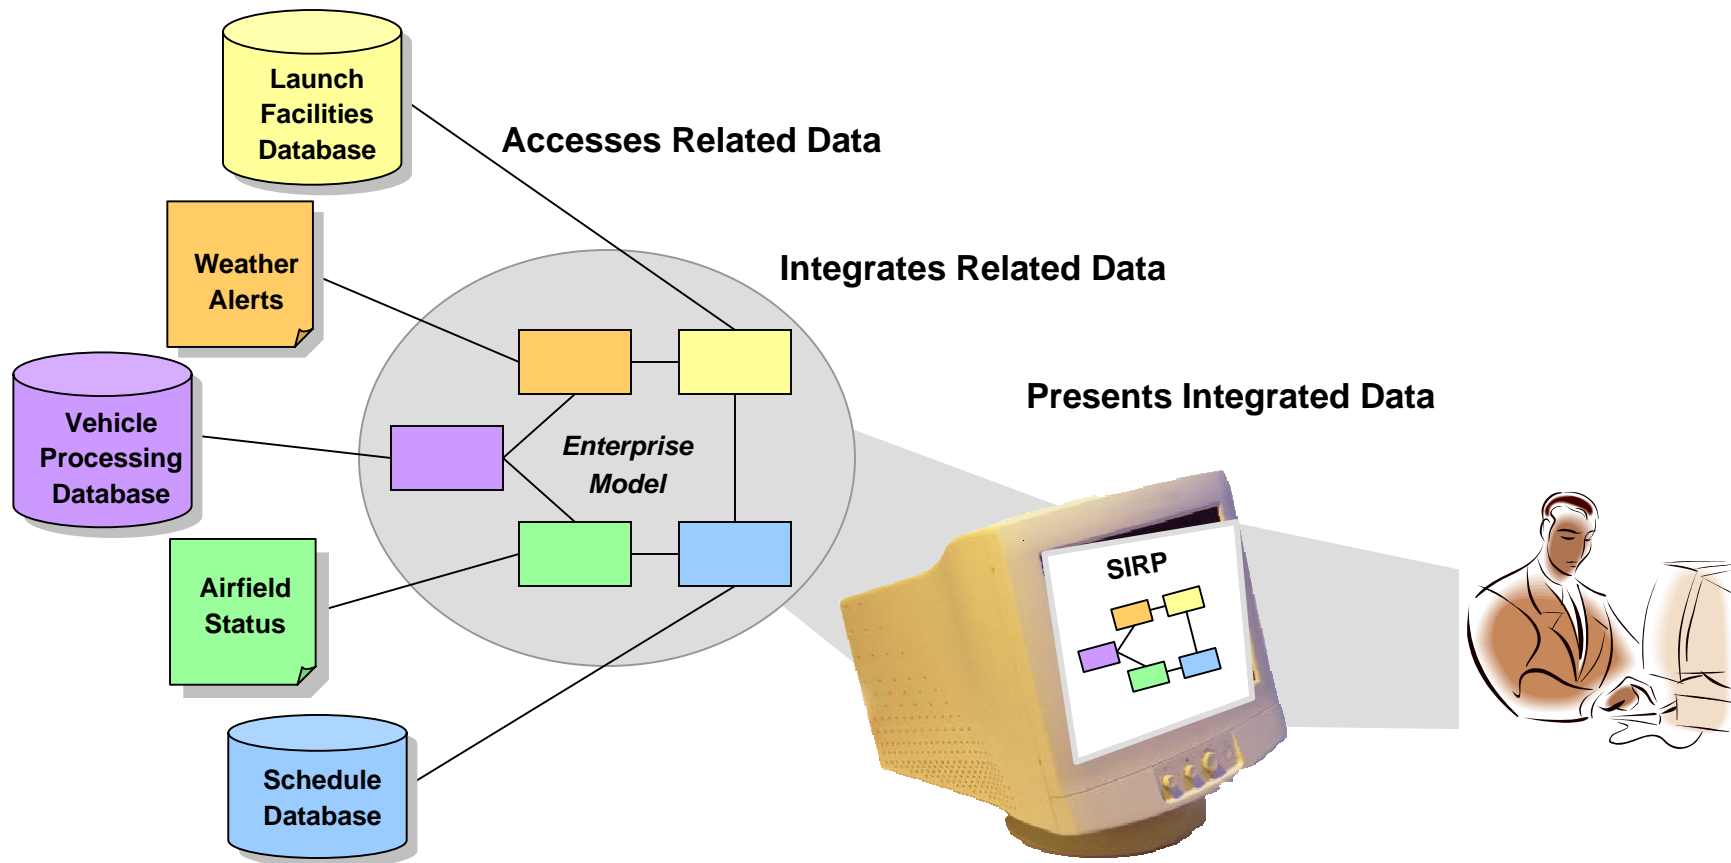 Launch
Facilities
Database
Accesses Related Data
Weather
Alerts
Integrates Related Data
Vehicle
Processing
Database
Enterprise
Model
Presents Integrated Data
Airfield
Status
SIRP
Schedule
Database